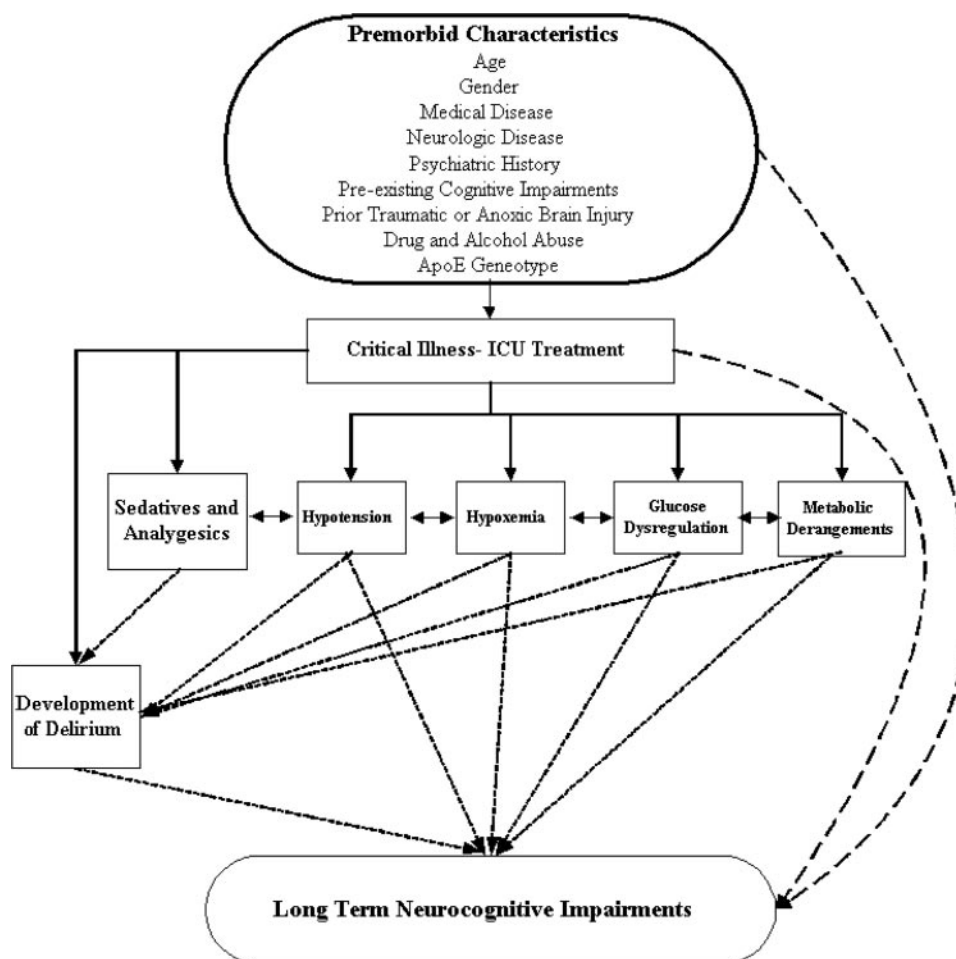 Premorbid Characteristics
Age
Gender
Medical Disease
Neurologic Disease
Psychiatric History
Pre-existing Cognitive Impairments
Prior Traumatic or Anoxic Brain Injury
Drug and Alcohol Abuse
ApoE Geneotype
Critical Illness- ICU Treatment
Sedatives and
Analygesics
Hypotension
Hypoxemia
Glucose
Dysregulation
Metabolic
Derangements
Development
of Delirium
Long Term Neurocognitive Impairments